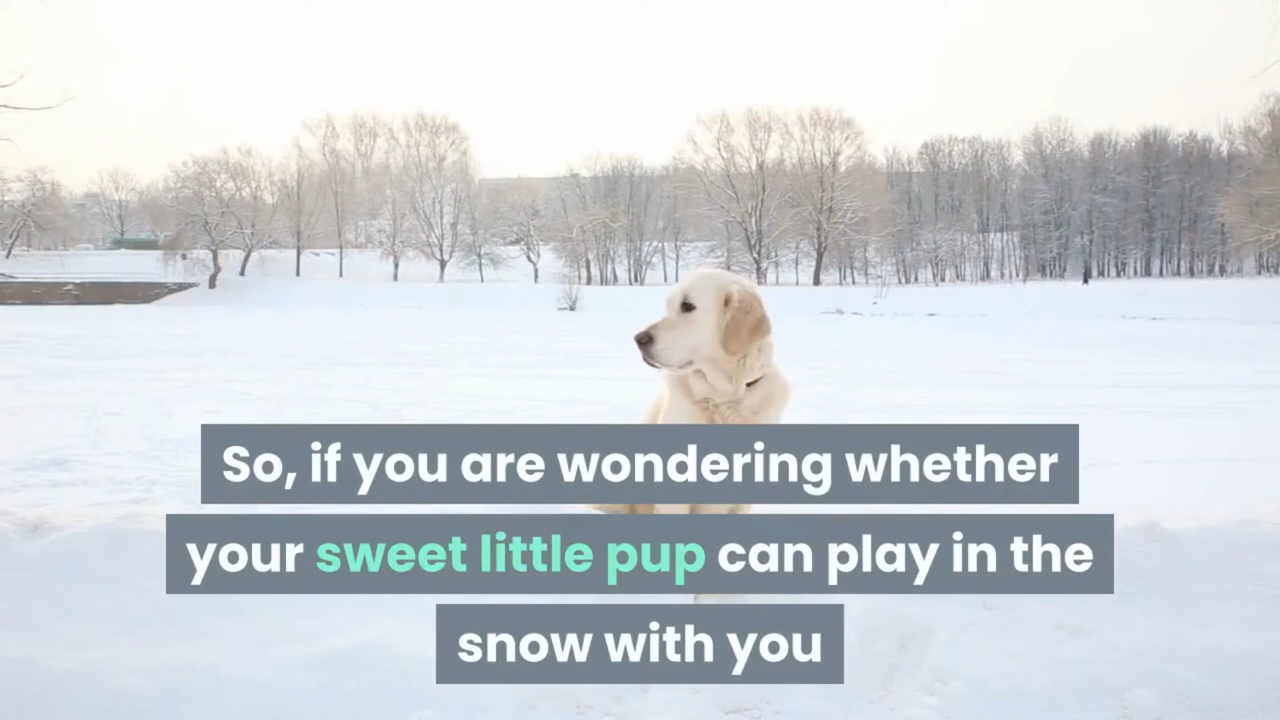 So, if you are wondering whether
your sweet little pup can play in the
snow with you